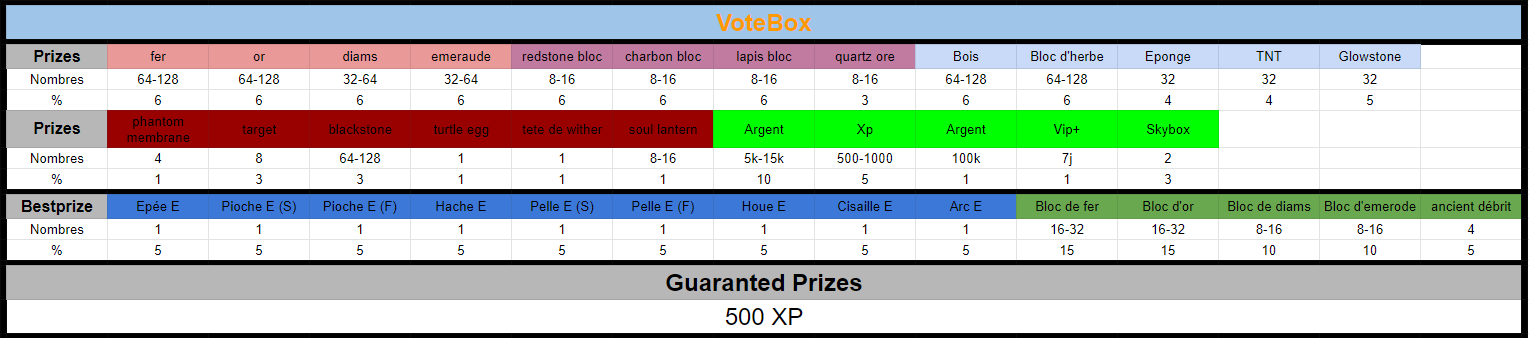 VoteBox
Prizes fer or diams emeraude redstone bloc charbon bloc lapis bloc quartz ore Bois Bloc d'herbe Eponge TNT Glowstone
Nombres 64-128 64-128 32-64 32-64 8-16 8-16 8-16 8-16 64-128 64-128 32 32 32
% 6 6 6 6 6 6 6 3 6 6 4 4 5
Prizes phantom membrane target blackstone turtle egg tete de wither soul lantern Argent Xp Argent Vip+ Skybox
Nombres 4 8 64-128 1 1 8-16 5k-15k 500-1000 100k 7j 2
% 1 3 3 1 1 1 10 5 1 1 3
Bestprize Epée E Pioche E (S) Pioche E (F) Hache E Pelle E (S) Pelle E (F) Houe E Cisaille E Arc E Bloc de fer Bloc d'or Bloc de diams Bloc d'emerode ancient débrit
Nombres 1 1 1 1 1 1 1 1 1 16-32 16-32 8-16 8-16 4
% 5 5 5 5 5 5 5 5 5 15 15 10 10 5
Guaranted Prizes
500 XP